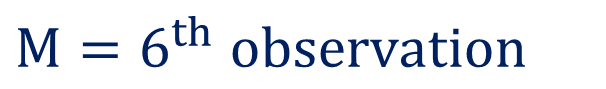 M = 6th observation